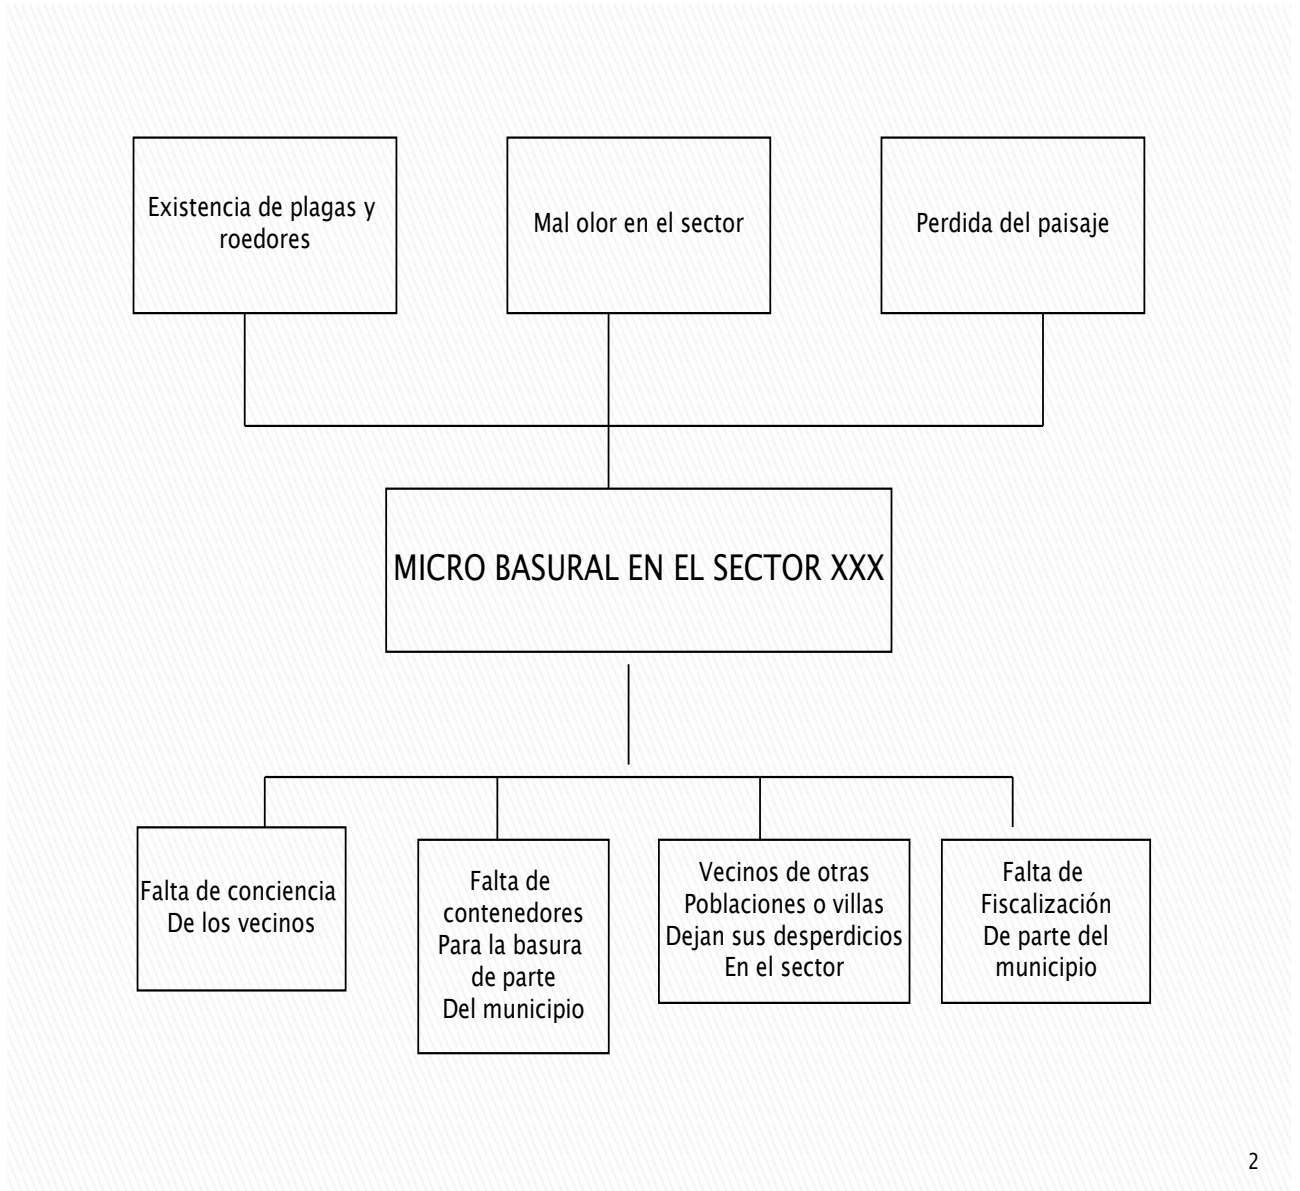 Existencia de plagas y
roedores
Mal olor en el sector
Perdida del paisaje
MICRO BASURAL EN EL SECTOR XXX
Falta de conciencia
De los vecinos
Falta de
contenedores
Para la basura
de parte
Del municipio
Vecinos de otras
Poblaciones o villas
Dejan sus desperdicios
En el sector
Falta de
Fiscalización
De parte del
municipio
2